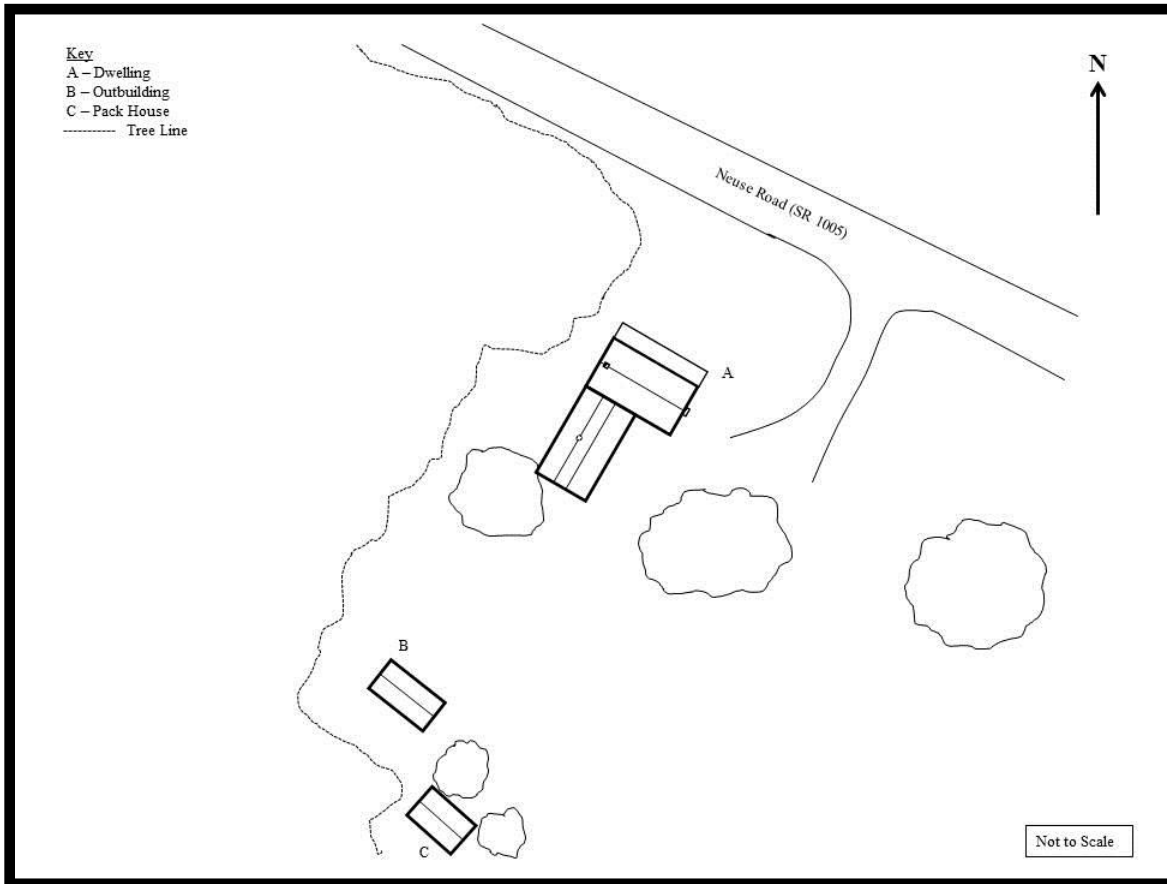 Key
A – Dwelling
B – Outbuilding
C – Pack House
----------- Tree Line
N
Neuse Road (SR 1005)
A
B
C
Not to Scale